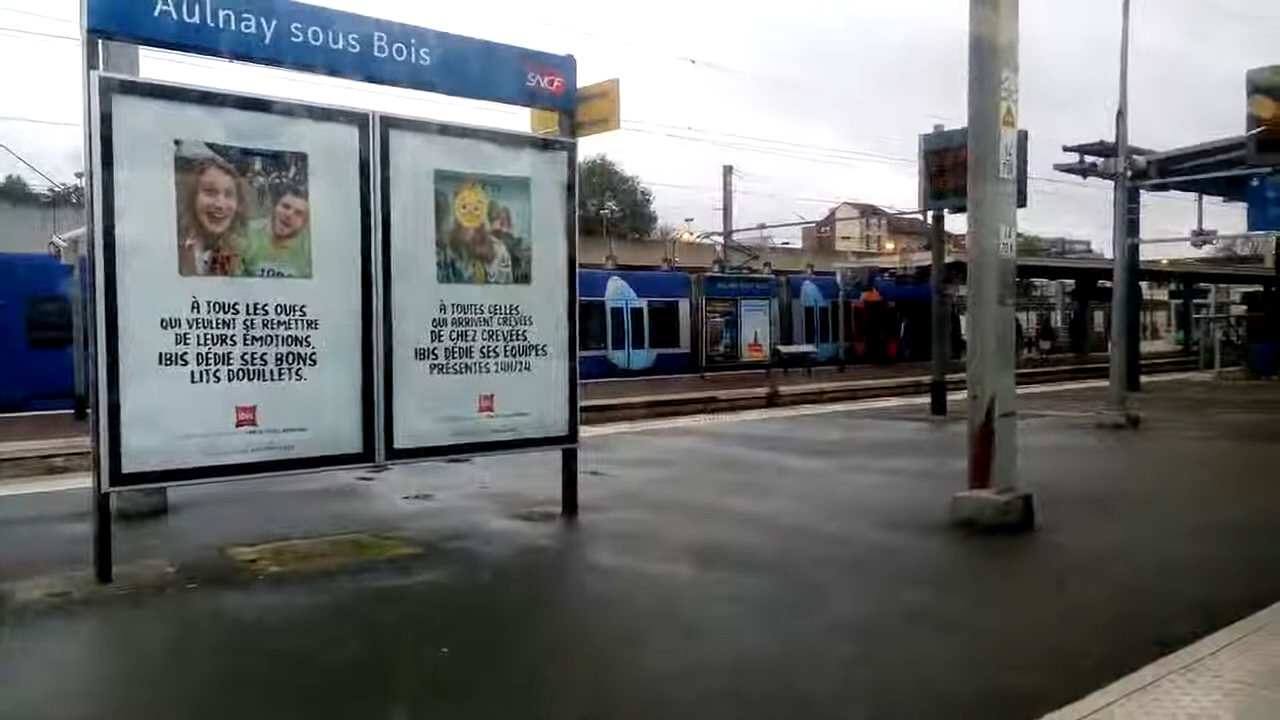 Aulnay sous Bois
SNCF
À TOUS LES OUFS
QUI VEULENT SE REMETTRE
DE LEURS ÉMOTIONS,
IBIS DÉDIE SES BONS
LITS DOUILLETS.
ibis
À TOUTES CELLES
QUI ARRIVENT CREVÉES
DE CHEZ CREVÉES,
IBIS DÉDIE SES ÉQUIPES
PRÉSENTES 24H/24.
ibis